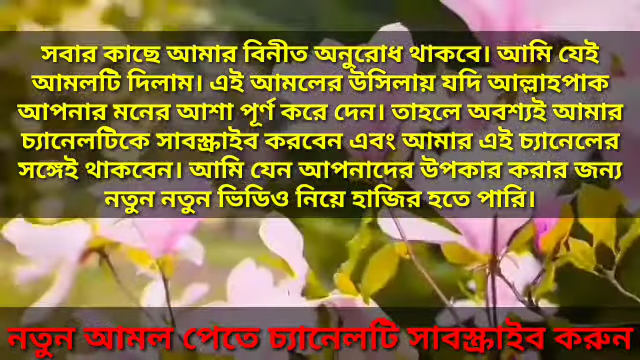 সবার কাছে আমার বিনীত অনুরোধ থাকবে। আমি যেই
আমলটি দিলাম। এই আমলের উসিলায় যদি আল্লাহপাক
আপনার মনের আশা পূর্ণ করে দেন। তাহলে অবশ্যই আমার
চ্যানেলটিকে সাবস্ক্রাইব করবেন এবং আমার এই চ্যানেলের
সঙ্গেই থাকবেন। আমি যেন আপনাদের উপকার করার জন্য
নতুন নতুন ভিডিও নিয়ে হাজির হতে পারি।
নতুন আমল পেতে চ্যানেলটি সাবস্ক্রাইব করুন